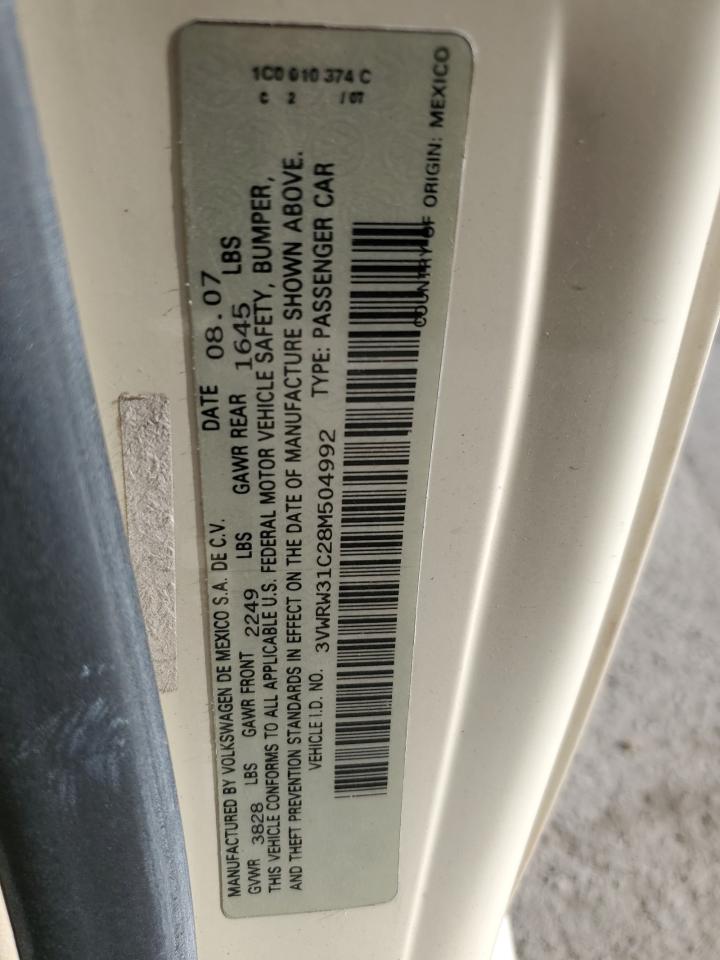 1C0 010 374 C
C 2 /07
MANUFACTURED BY VOLKSWAGEN DE MEXICO S.A. DE C.V. DATE 08.07
GVWR 3828 LBS GAWR FRONT 2249 LBS GAWR REAR 1645 LBS
THIS VEHICLE CONFORMS TO ALL APPLICABLE U.S. FEDERAL MOTOR VEHICLE SAFETY, BUMPER,
AND THEFT PREVENTION STANDARDS IN EFFECT ON THE DATE OF MANUFACTURE SHOWN ABOVE.
VEHICLE I.D. NO. 3VWRW31C28M504992 TYPE: PASSENGER CAR
COUNTRY OF ORIGIN: MEXICO